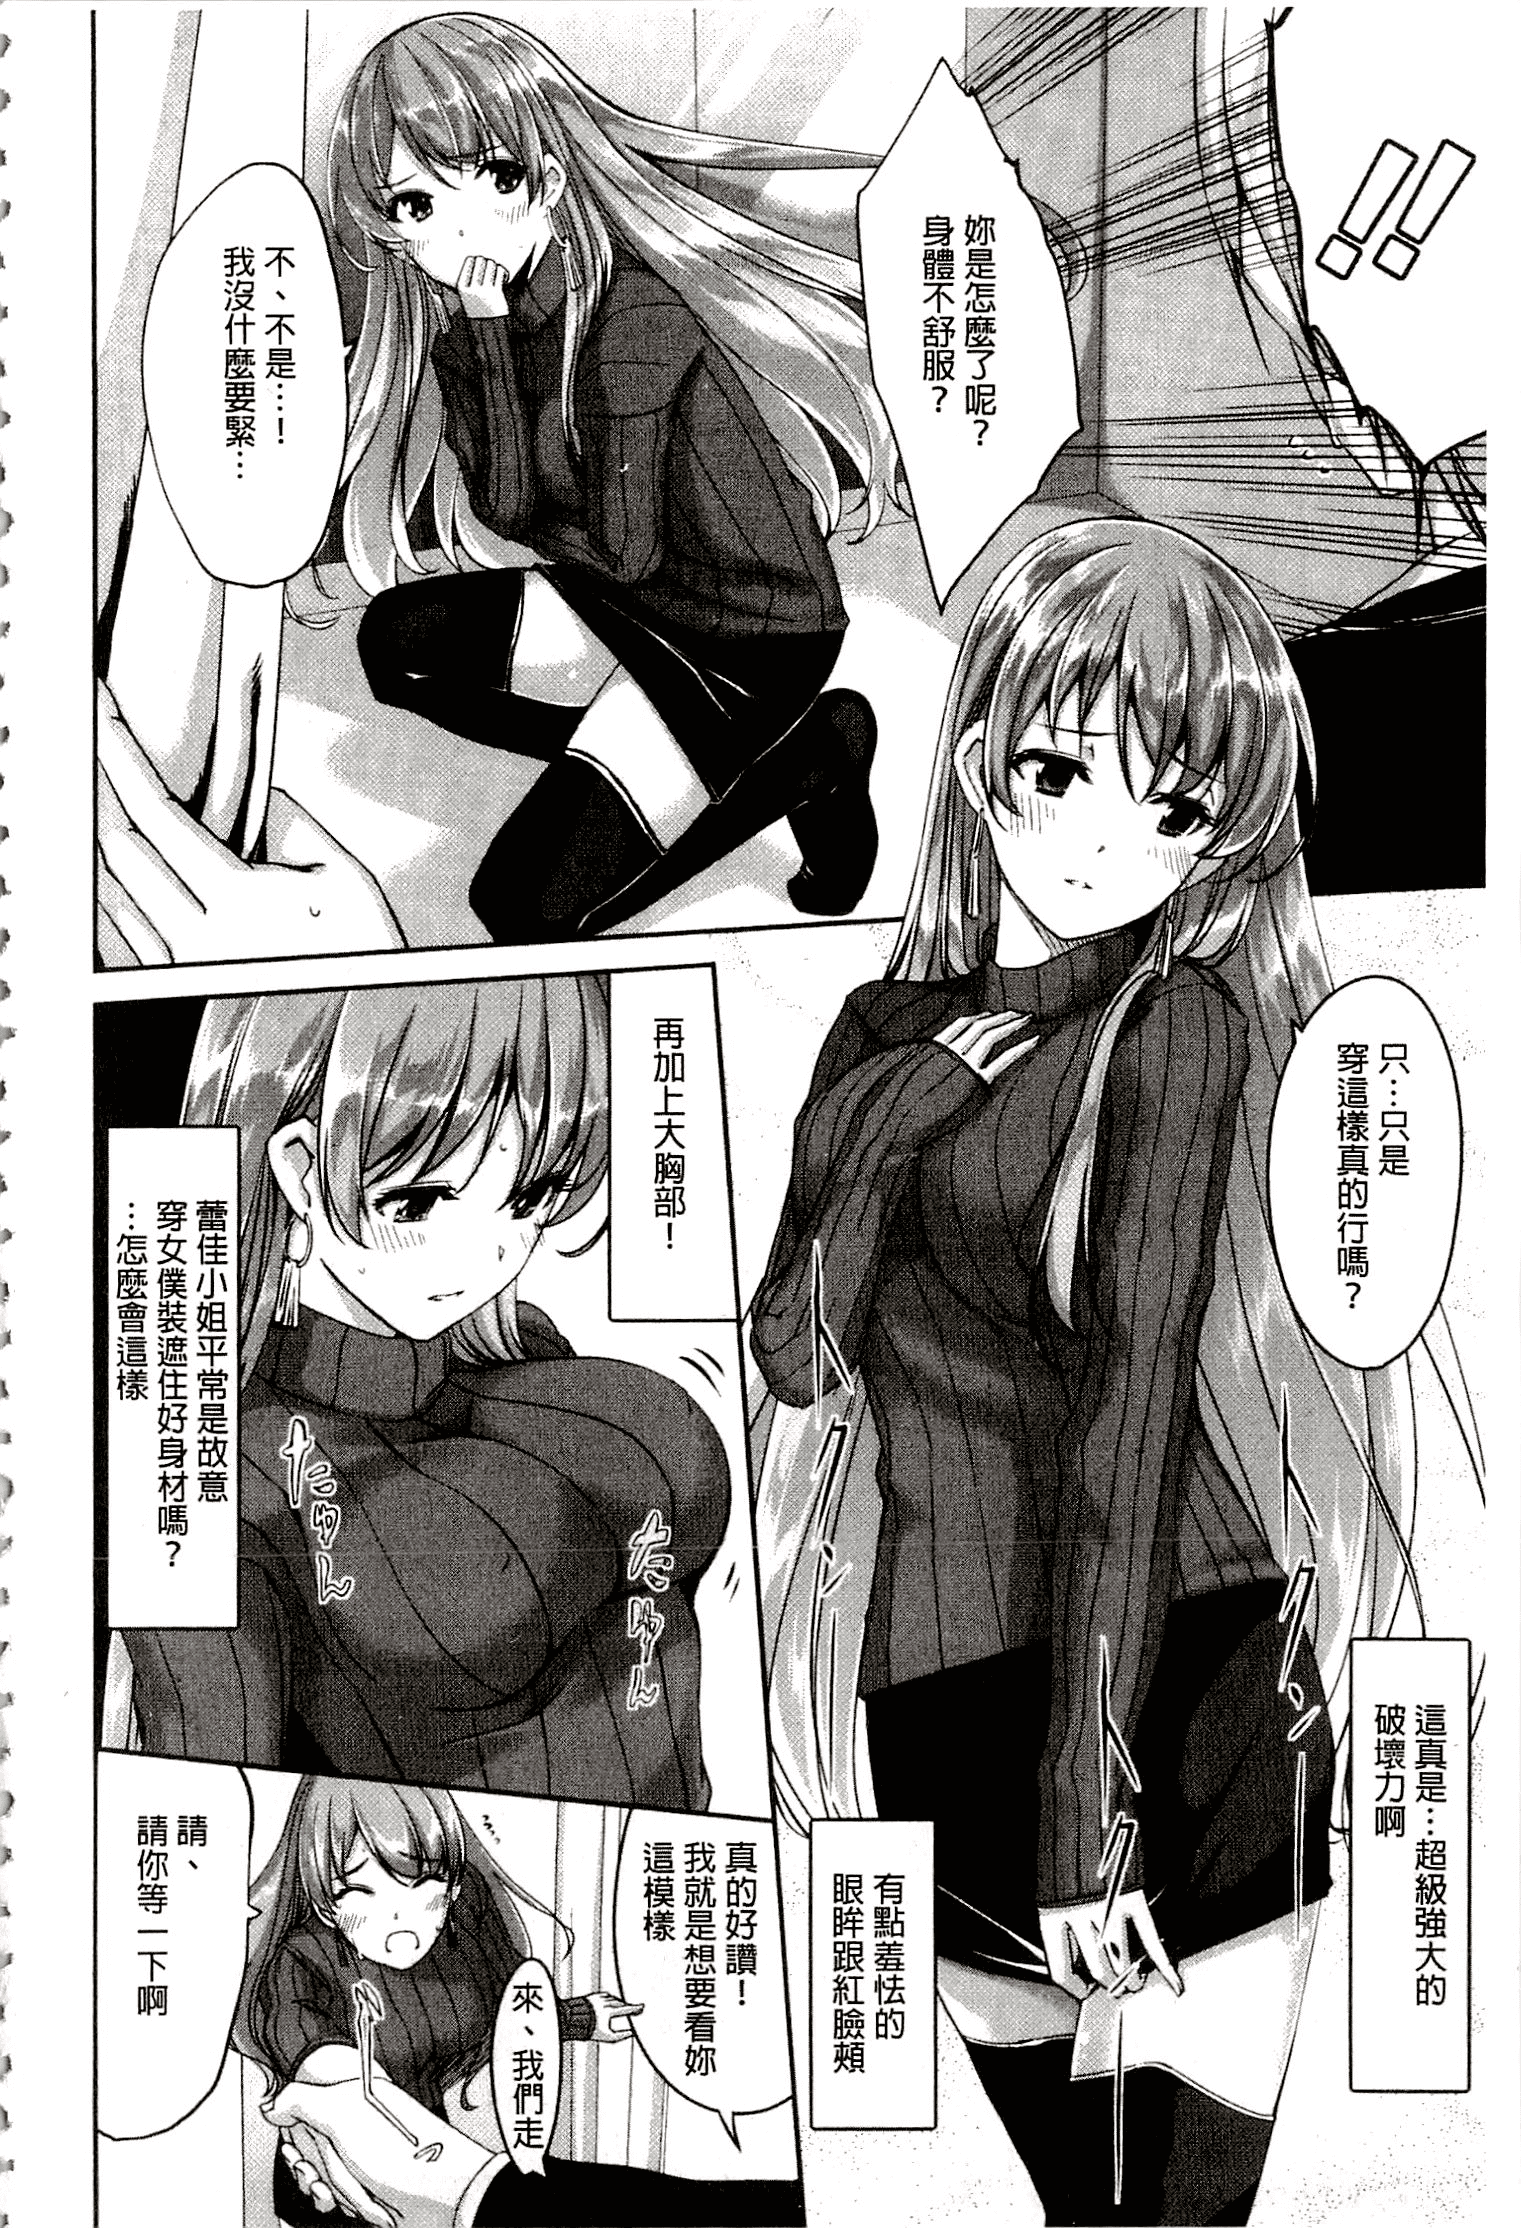 !!
妳是怎麼了呢？
身體不舒服？
不、不是…！
我沒什麼要緊…
只…只是
穿這樣真的行嗎？
這真是…超級強大的
破壞力啊
有點羞怯的
眼眸跟紅臉頰
再加上大胸部！
蕾佳小姐平常是故意
穿女僕裝遮住好身材嗎？
…怎麼會這樣
たゆん
たゆん
真的好讚！
我就是想要看妳
這模樣
來、我們走
請、
請你等一下啊